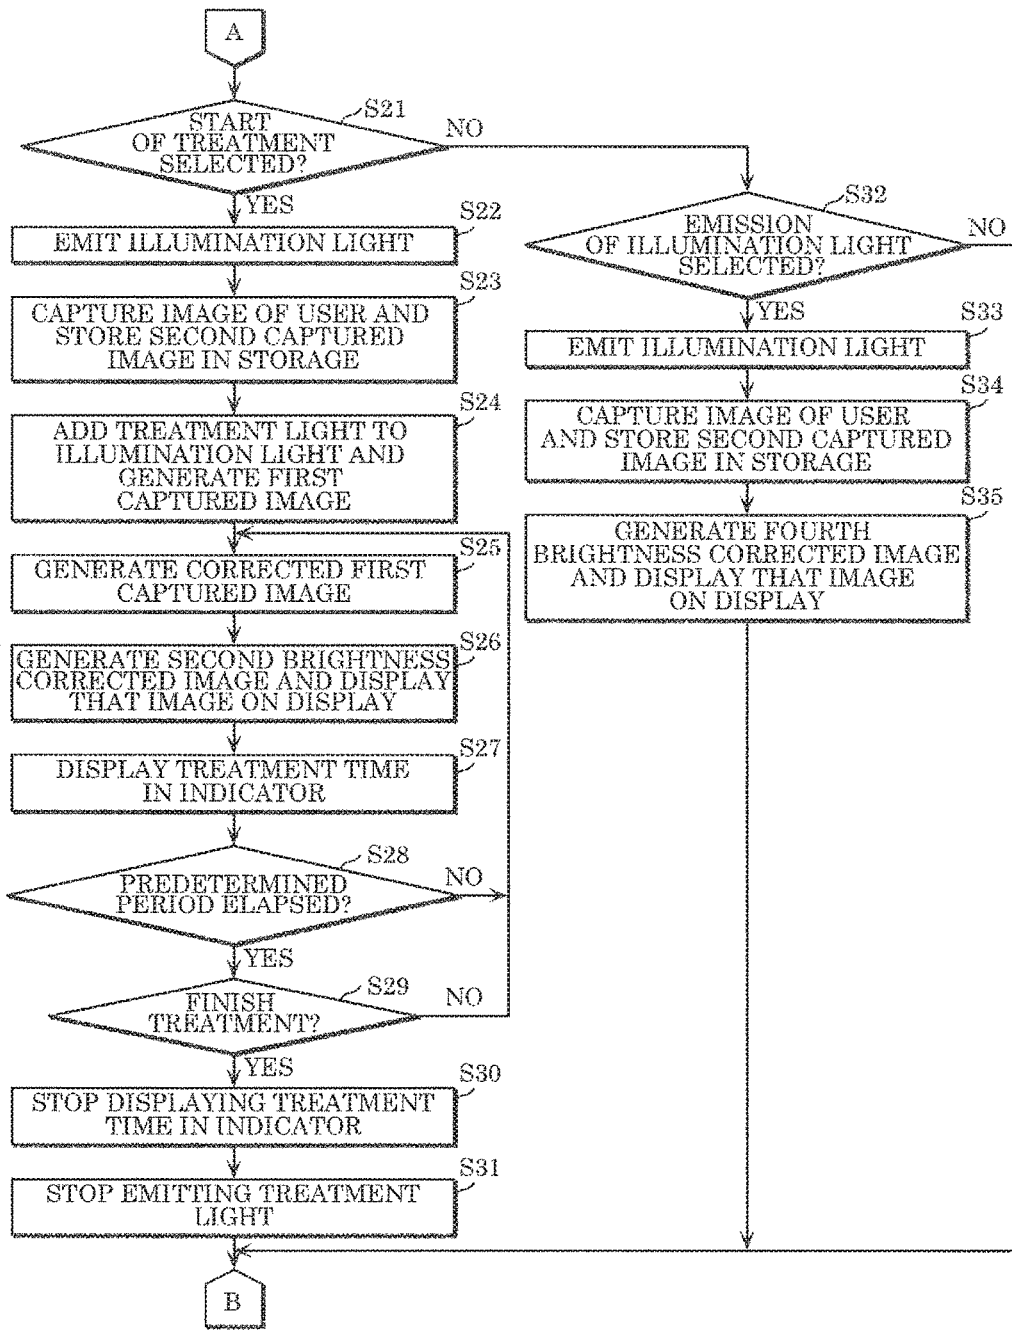 A
S21
START
OF TREATMENT
SELECTED?
NO
YES
S22
EMIT ILLUMINATION LIGHT
S23
CAPTURE IMAGE OF USER AND
STORE SECOND CAPTURED
IMAGE IN STORAGE
S24
ADD TREATMENT LIGHT TO
ILLUMINATION LIGHT AND
GENERATE FIRST
CAPTURED IMAGE
S25
GENERATE CORRECTED FIRST
CAPTURED IMAGE
S26
GENERATE SECOND BRIGHTNESS
CORRECTED IMAGE AND DISPLAY
THAT IMAGE ON DISPLAY
S27
DISPLAY TREATMENT TIME
IN INDICATOR
S28
PREDETERMINED
PERIOD ELAPSED?
NO
YES
S29
FINISH
TREATMENT?
NO
YES
S30
STOP DISPLAYING TREATMENT
TIME IN INDICATOR
S31
STOP EMITTING TREATMENT
LIGHT
B
S32
EMISSION
OF ILLUMINATION LIGHT
SELECTED?
NO
YES
S33
EMIT ILLUMINATION LIGHT
S34
CAPTURE IMAGE OF USER
AND STORE SECOND CAPTURED
IMAGE IN STORAGE
S35
GENERATE FOURTH
BRIGHTNESS CORRECTED IMAGE
AND DISPLAY THAT IMAGE
ON DISPLAY